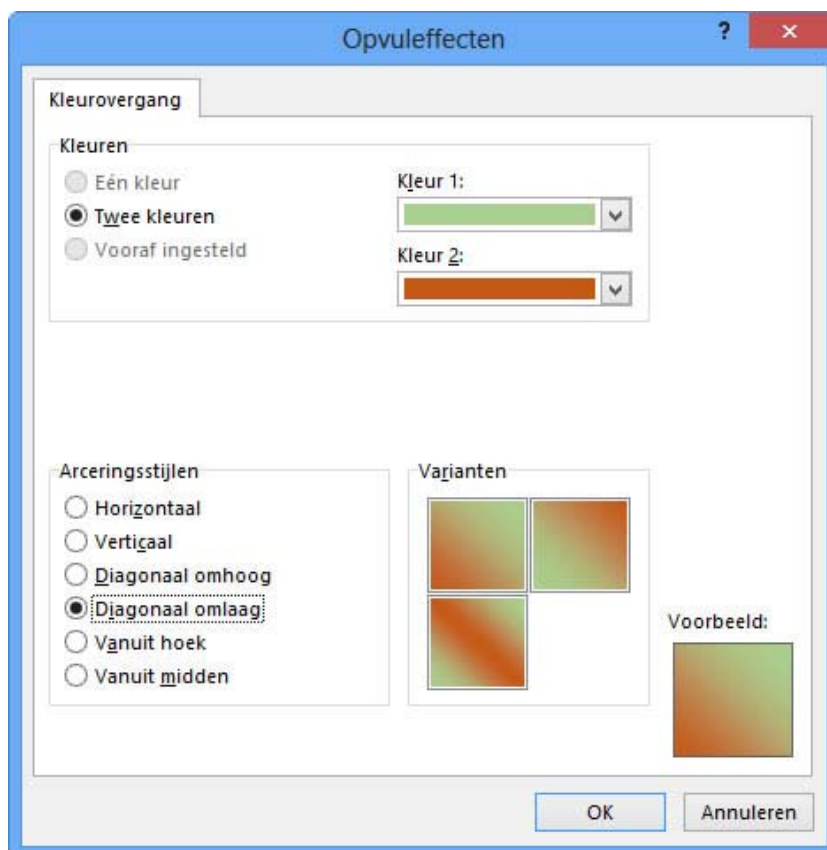 Opvuleffecten ? ×
Kleurovergang
Kleuren
Eén kleur
Twee kleuren
Vooraf ingesteld
Kleur 1:
Kleur 2:
Arceringsstijlen
Horizontaal
Verticaal
Diagonaal omhoog
Diagonaal omlaag
Vanuit hoek
Vanuit midden
Varianten
Voorbeeld:
OK
Annuleren